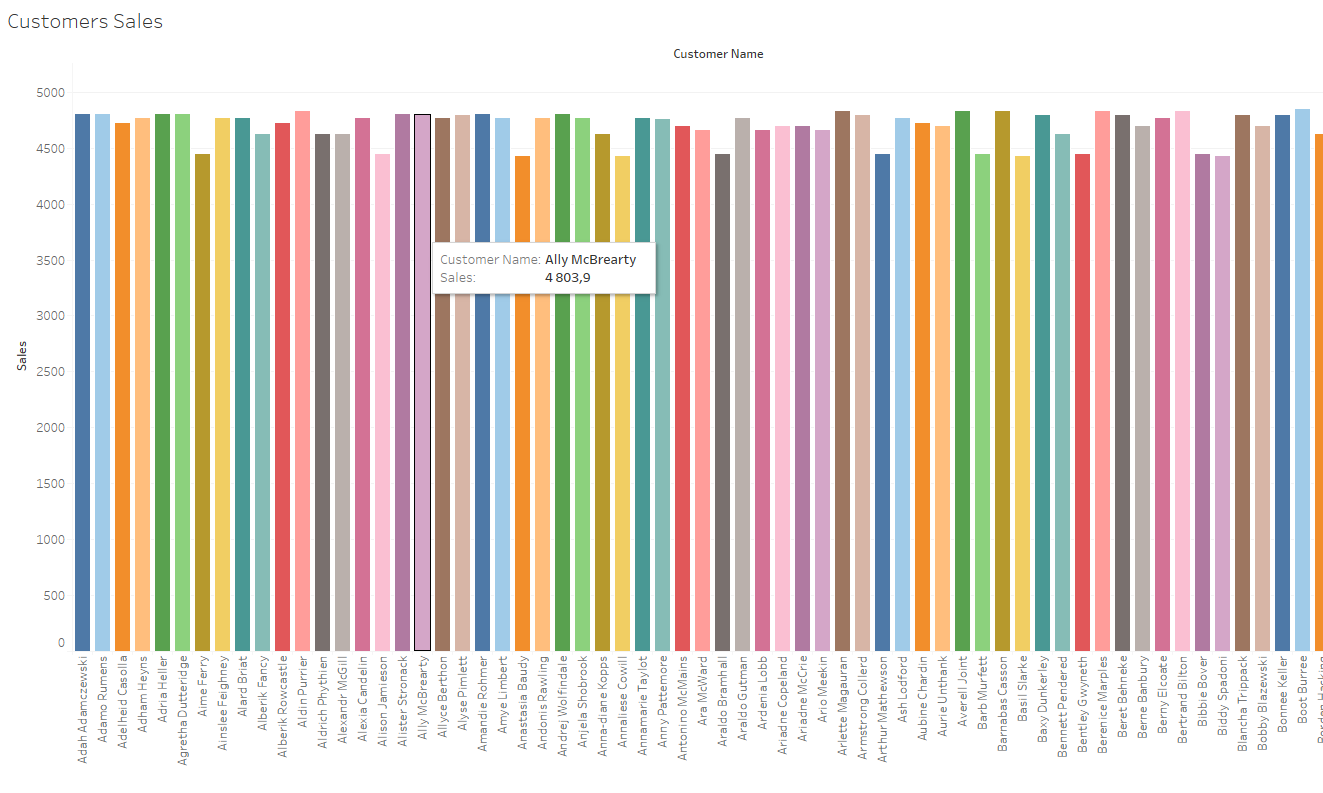 Customers Sales
Customer Name
5000
4500
4000
3500
3000
2500
2000
1500
1000
500
0
Sales
Customer Name: Ally McBrearty
Sales: 4 803,9
Adah Adamczewski
Adamo Rumens
Adelheid Casolla
Adham Heyns
Adria Heller
Agretha Dutteridge
Aime Ferry
Ainslee Feighney
Alard Briat
Alberik Fancy
Alberik Rowcastle
Aldin Purrier
Aldrich Phythien
Alexandr McGill
Alexia Candelin
Alison Jamieson
Alister Stronack
Ally McBrearty
Allyce Berthon
Alyse Pimlett
Amandie Rohmer
Amye Limbert
Anastasia Baudy
Andonis Rawling
Andrej Wolfindale
Anjela Shobrook
Anna-diane Kopps
Annaliese Cowill
Annamarie Taylot
Anny Pattemore
Antonino McMans
Ara McWard
Araldo Bramhall
Araldo Gutman
Ardenia Lobb
Ariadne Copeland
Ariadne McCrie
Ario Meekin
Arlette Magauran
Armstrong Collerd
Arthur Mathewson
Ash Lodford
Aubine Chardin
Aurie Unthank
Averell Joint
Barb Murfett
Barnabas Casson
Basil Slarke
Baxy Dunkerley
Bennett Pendered
Bentley Gwyneth
Berenice Marples
Beret Behneke
Berne Banbury
Berny Elcoate
Bertrand Bilton
Bibbie Bover
Biddy Spadoni
Blancha Trippack
Bobby Blazewski
Bonnee Keller
Boot Burree